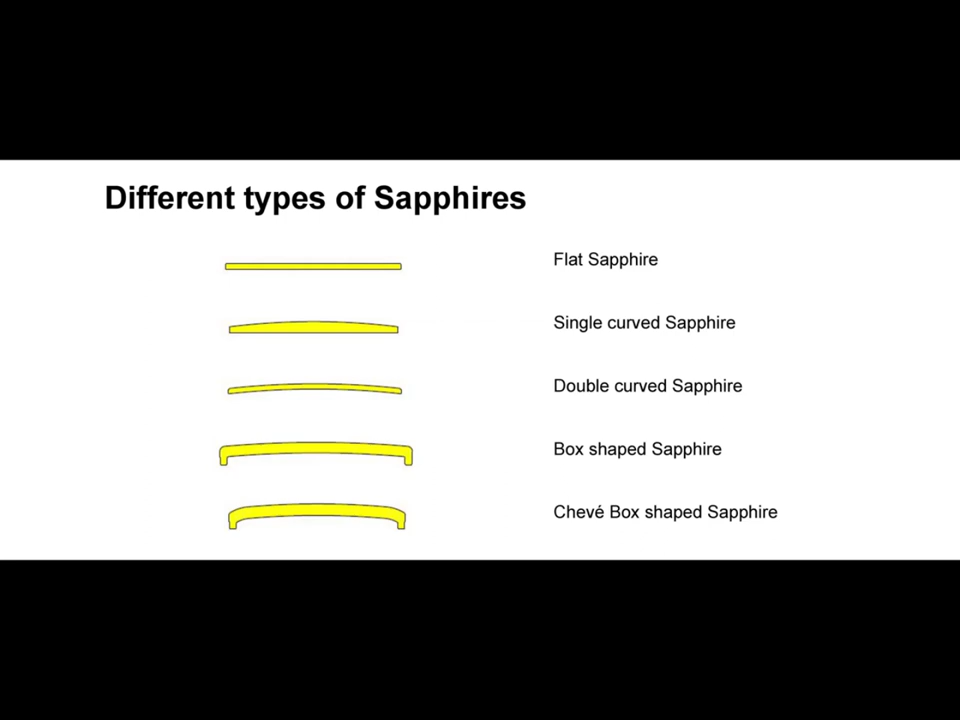 Different types of Sapphires
Flat Sapphire
Single curved Sapphire
Double curved Sapphire
Box shaped Sapphire
Chevé Box shaped Sapphire